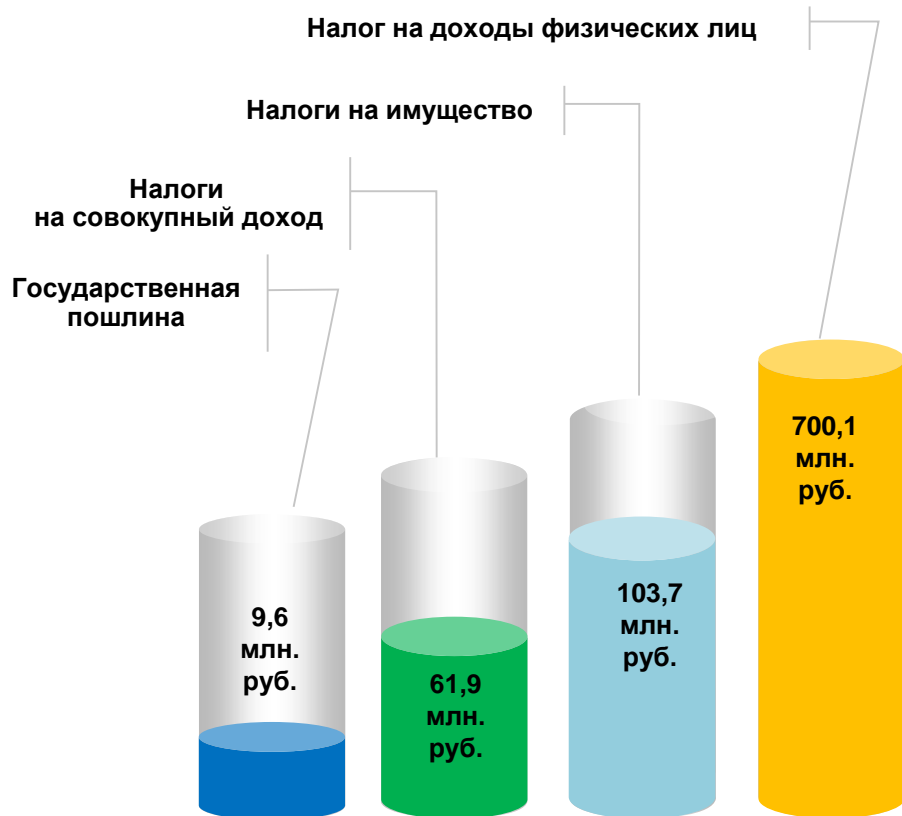 Налог на доходы физических лиц
Налоги на имущество
Налоги
на совокупный доход
Государственная
пошлина
700,1
млн.
руб.
103,7
млн.
руб.
9,6
млн.
руб.
61,9
млн.
руб.